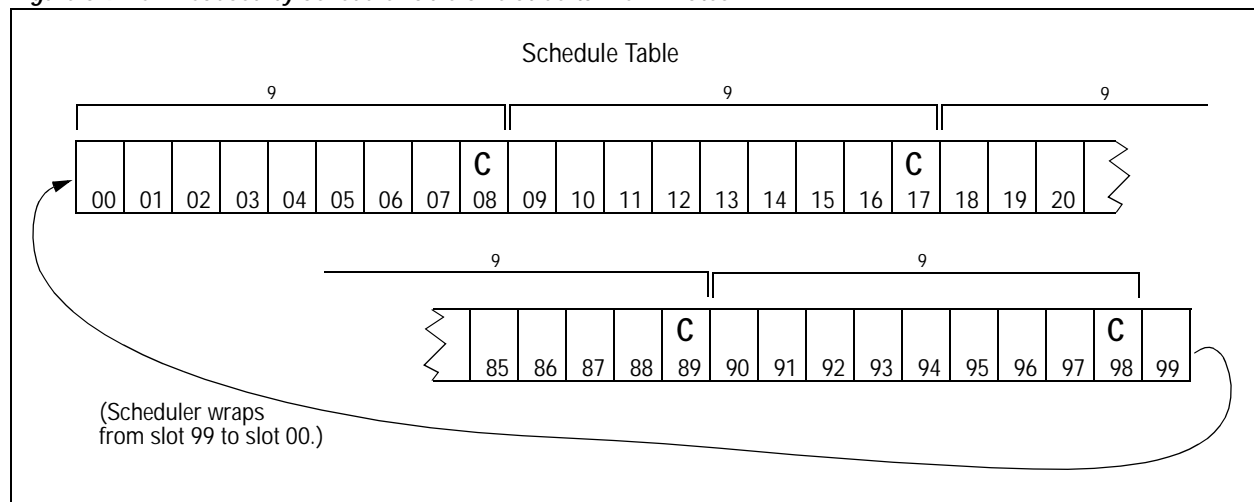 Schedule Table
9 9 9
C C
00 01 02 03 04 05 06 07 08 09 10 11 12 13 14 15 16 17 18 19 20
9 9
C C
85 86 87 88 89 90 91 92 93 94 95 96 97 98 99
(Scheduler wraps
from slot 99 to slot 00.)